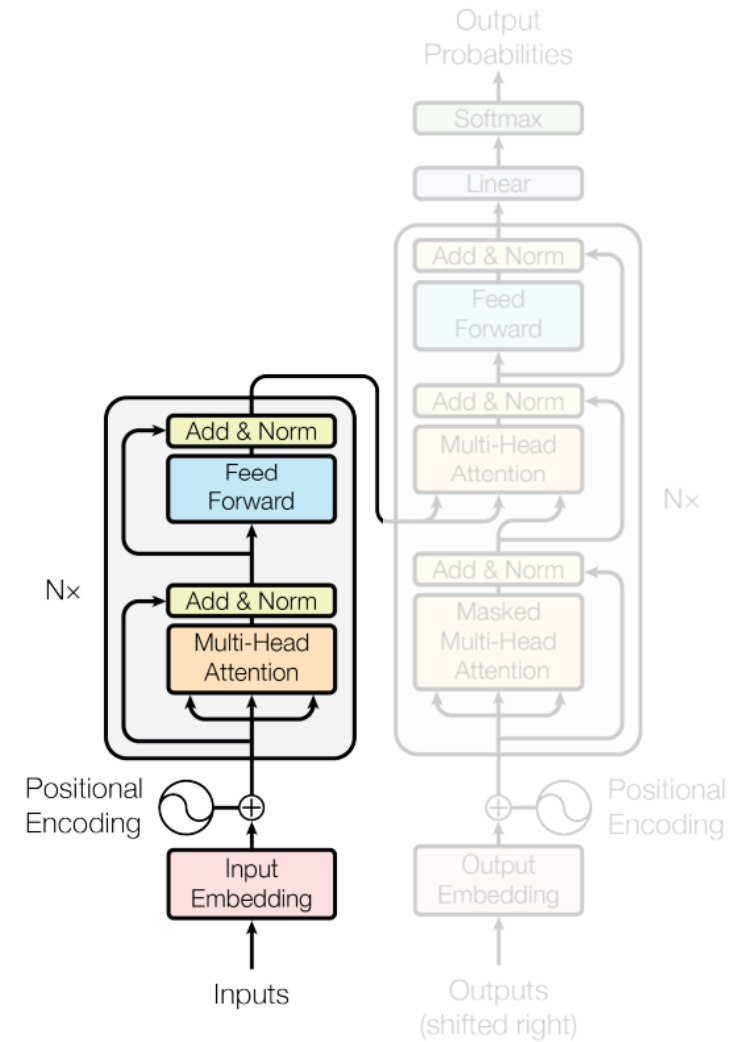 Output
Probabilities
Softmax
Linear
Add & Norm
Feed
Forward
Add & Norm
Multi-Head
Attention
Nx
Add & Norm
Masked
Multi-Head
Attention
Positional
Encoding
Output
Embedding
Outputs
(shifted right)
Add & Norm
Feed
Forward
Nx
Add & Norm
Multi-Head
Attention
Positional
Encoding
Input
Embedding
Inputs